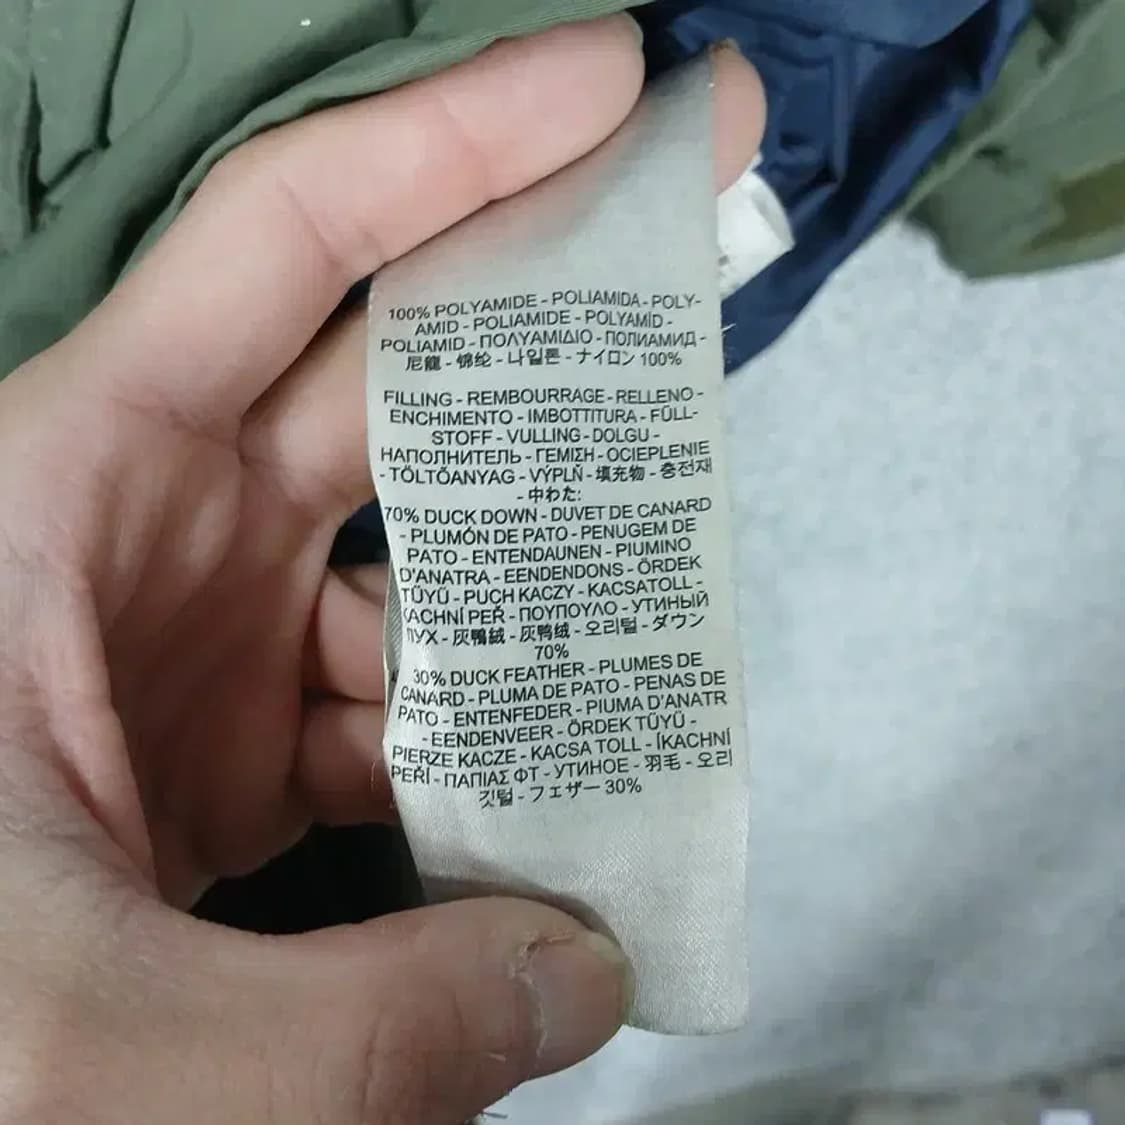 100% POLYAMIDE - POLIAMIDA - POLY-
AMID - POLIAMIDE - POLYAMÍD -
POLIAMID - ΠΟΛΥΑΜΙΔΙΟ - ПОЛИАМИД -
尼龍 - 锦纶 - 나일론 - ナイロン 100%
FILLING - REMBOURRAGE - RELLENO -
ENCHIMENTO - IMBOTTITURA - FÜLL-
STOFF - VULLING - DOLGU -
НАПОЛНИТЕЛЬ - ΓΕΜΙΣΗ - OCIEPLENIE
- TÖLTŐANYAG - VÝPLŇ - 填充物 - 충전재
- 中わた:
70% DUCK DOWN - DUVET DE CANARD
- PLUMÓN DE PATO - PENUGEM DE
PATO - ENTENDAUNEN - PIUMINO
D'ANATRA - EENDENDONS - ÖRDEK
TÜYÜ - PUCH KACZY - KACSATOLL -
KACHNÍ PEŘ - ΠΟΥΠΟΥΛΟ - УТИНЫЙ
ПУХ - 灰鴨絨 - 灰鸭绒 - 오리털 - ダウン
70%
30% DUCK FEATHER - PLUMES DE
CANARD - PLUMA DE PATO - PENAS DE
PATO - ENTENFEDER - PIUMA D'ANATR
- EENDENVEER - ÖRDEK TÜYÜ -
PIERZE KACZE - KACSA TOLL - ÍKACHNÍ
PEŘÍ - ΠΑΠΙΑΣ ΦΤ - УТИНОЕ - 羽毛 - 오리
깃털 - フェザー 30%